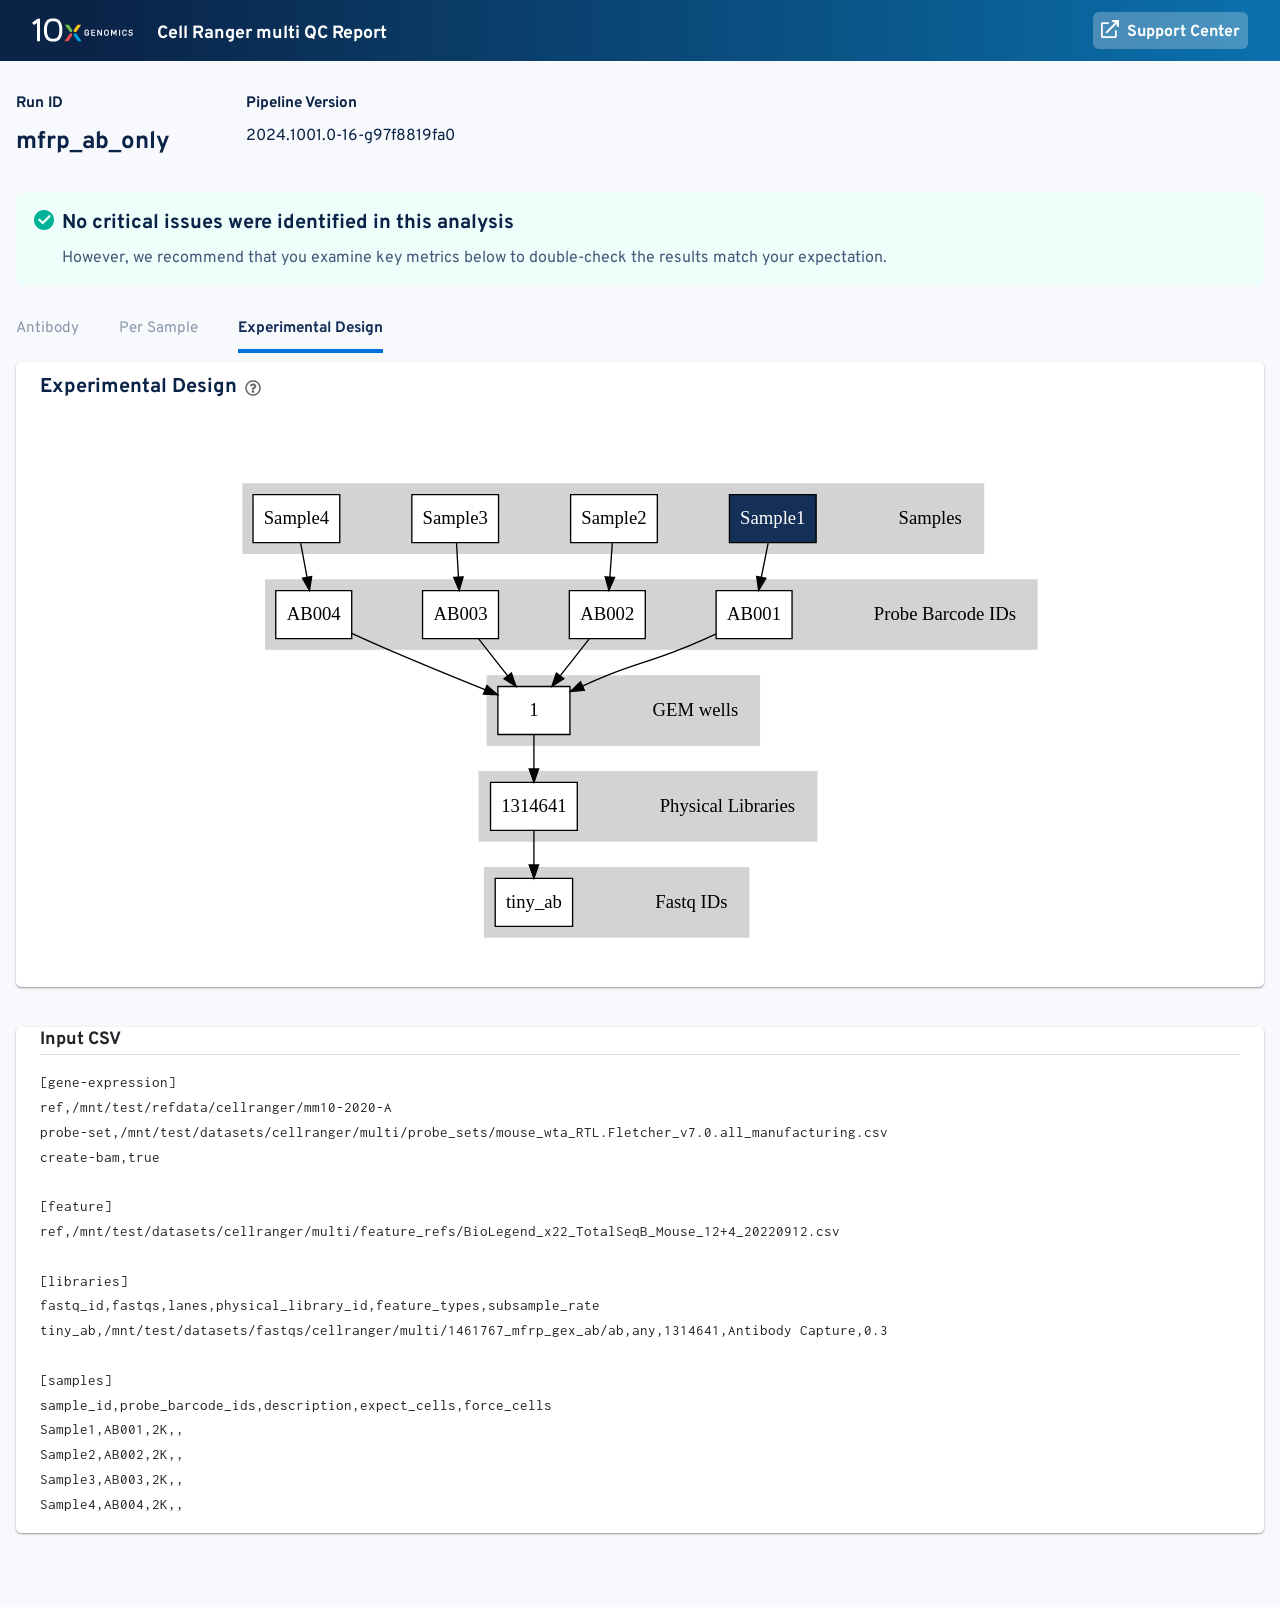 10X GENOMICS Cell Ranger multi QC Report Support Center
Run ID Pipeline Version
mfrp_ab_only 2024.1001.0-16-g97f8819fa0
No critical issues were identified in this analysis
However, we recommend that you examine key metrics below to double-check the results match your expectation.
Antibody Per Sample Experimental Design
Experimental Design ?
Sample4 Sample3 Sample2 Sample1 Samples
AB004 AB003 AB002 AB001 Probe Barcode IDs
1 GEM wells
1314641 Physical Libraries
tiny_ab Fastq IDs
Input CSV
[gene-expression]
ref,/mnt/test/refdata/cellranger/mm10-2020-A
probe-set,/mnt/test/datasets/cellranger/multi/probe_sets/mouse_wta_RTL.Fletcher_v7.0.all_manufacturing.csv
create-bam,true
[feature]
ref,/mnt/test/datasets/cellranger/multi/feature_refs/BioLegend_x22_TotalSeqB_Mouse_12+4_20220912.csv
[libraries]
fastq_id,fastqs,lanes,physical_library_id,feature_types,subsample_rate
tiny_ab,/mnt/test/datasets/fastqs/cellranger/multi/1461767_mfrp_gex_ab/ab,any,1314641,Antibody Capture,0.3
[samples]
sample_id,probe_barcode_ids,description,expect_cells,force_cells
Sample1,AB001,2K,,
Sample2,AB002,2K,,
Sample3,AB003,2K,,
Sample4,AB004,2K,,